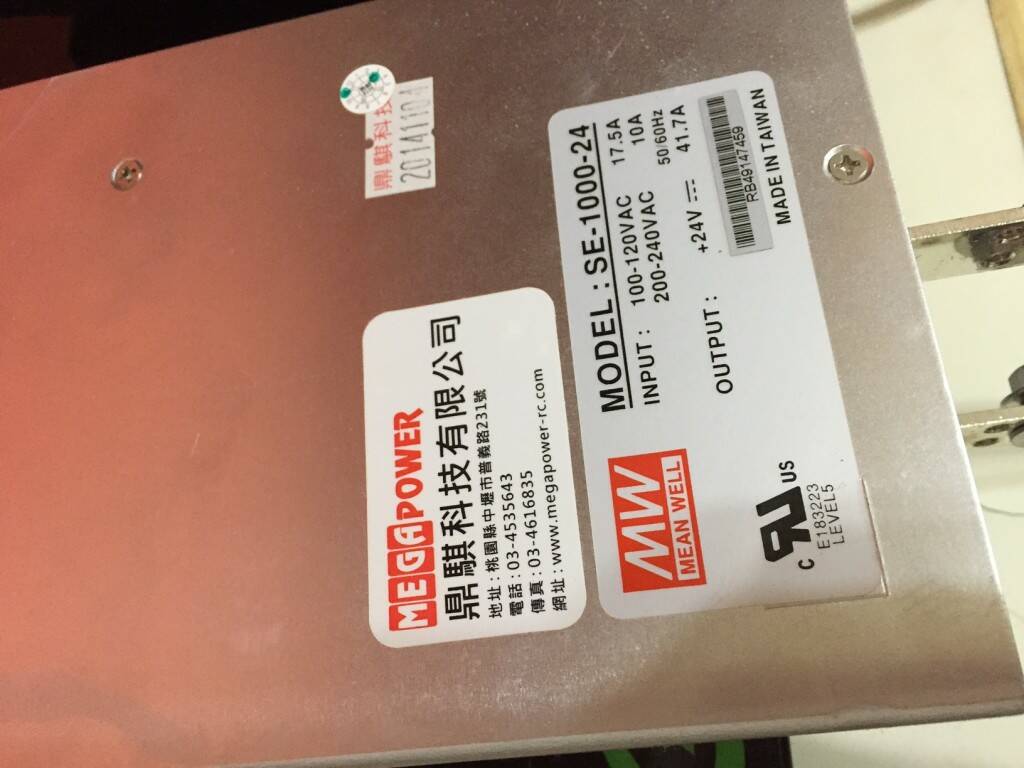 鼎騏科技
20141104
MEGAPOWER
鼎騏科技有限公司
地址：桃園縣中壢市普義路231號
電話：03-4535643
傳真：03-4616835
網址：www.megapower-rc.com
MODEL : SE-1000-24
INPUT : 100-120VAC 17.5A
200-240VAC 10A
50/60Hz
OUTPUT : +24V 41.7A
RB49147459
MADE IN TAIWAN
MW
MEAN WELL
C RU US
E183223
LEVEL5